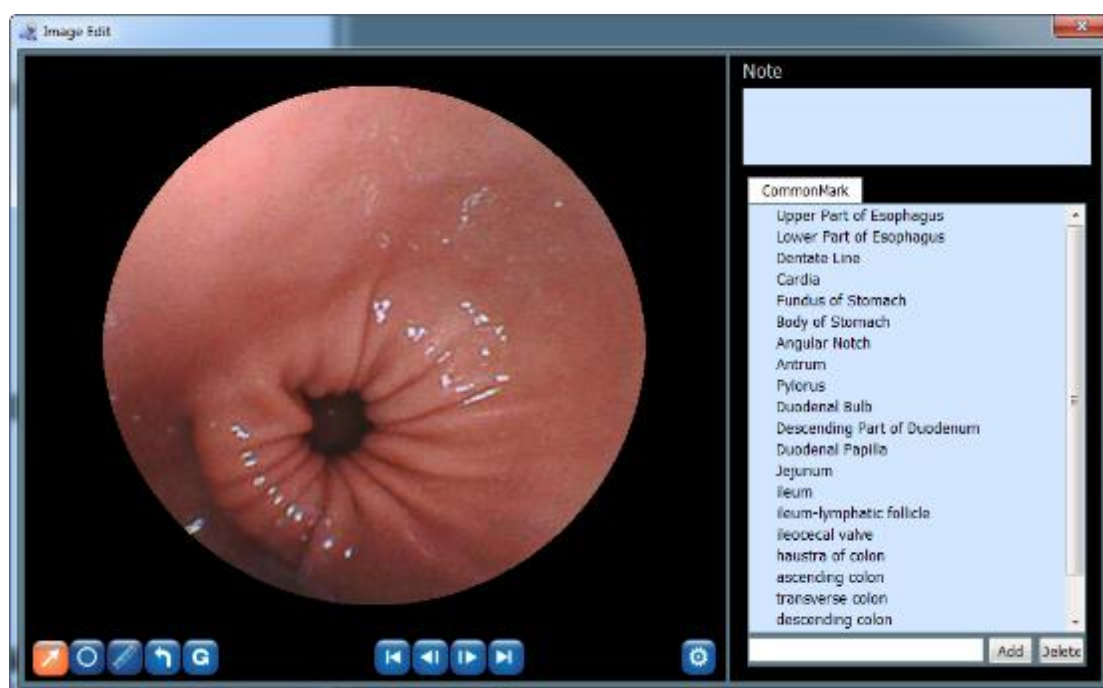 Image Edit
Note
CommonMark
Upper Part of Esophagus
Lower Part of Esophagus
Dentate Line
Cardia
Fundus of Stomach
Body of Stomach
Angular Notch
Antrum
Pylorus
Duodenal Bulb
Descending Part of Duodenum
Duodenal Papilla
Jejunum
ileum
ileum-lymphatic follicle
ileocecal valve
haustra of colon
ascending colon
transverse colon
descending colon
G
Add Delete